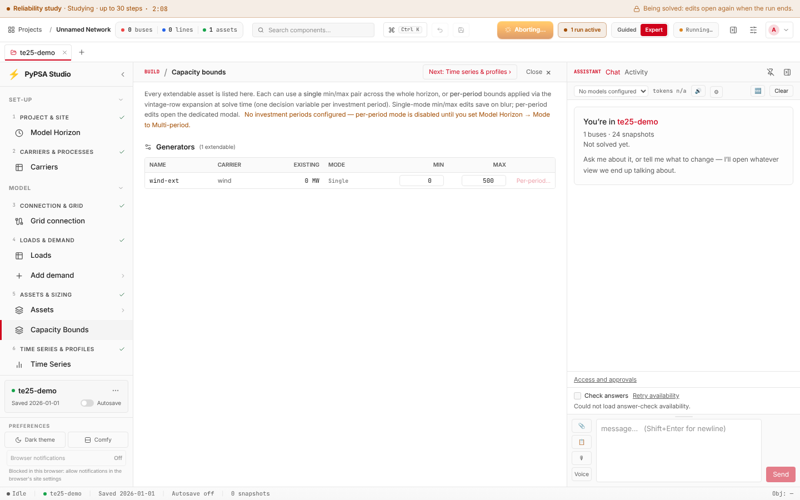 Reliability study · Studying · up to 30 steps · 2:08
Being solved: edits open again when the run ends.
Projects / Unnamed Network
0 buses 0 lines 1 assets
Search components...
⌘ Ctrl K
Aborting…
1 run active
Guided Expert
Running…
A
te25-demo ×
PyPSA Studio
SET-UP
1 PROJECT & SITE
Model Horizon
2 CARRIERS & PROCESSES
Carriers
MODEL
3 CONNECTION & GRID
Grid connection
4 LOADS & DEMAND
Loads
Add demand
5 ASSETS & SIZING
Assets
Capacity Bounds
6 TIME SERIES & PROFILES
Time Series
te25-demo ···
Saved 2026-01-01 Autosave
PREFERENCES
Dark theme Comfy
Browser notifications Off
Blocked in this browser: allow notifications in the
browser's site settings
BUILD / Capacity bounds
Next: Time series & profiles ›
Close ×
Every extendable asset is listed here. Each can use a single min/max pair across the whole horizon, or per-period bounds applied via the
vintage-row expansion at solve time (one decision variable per investment period). Single-mode min/max edits save on blur; per-period
edits open the dedicated modal. No investment periods configured — per-period mode is disabled until you set Model Horizon → Mode
to Multi-period.
Generators (1 extendable)
NAME CARRIER EXISTING MODE MIN MAX
wind-ext wind 0 MW Single 0 500 Per-period…
ASSISTANT Chat Activity
No models configured tokens n/a Clear
You're in te25-demo
1 buses · 24 snapshots
Not solved yet.
Ask me about it, or tell me what to change — I'll open whatever
view we end up talking about.
Access and approvals
Check answers Retry availability
Could not load answer-check availability.
message... (Shift+Enter for newline)
Voice
Send
Idle te25-demo Saved 2026-01-01 Autosave off 0 snapshots
Obj: —